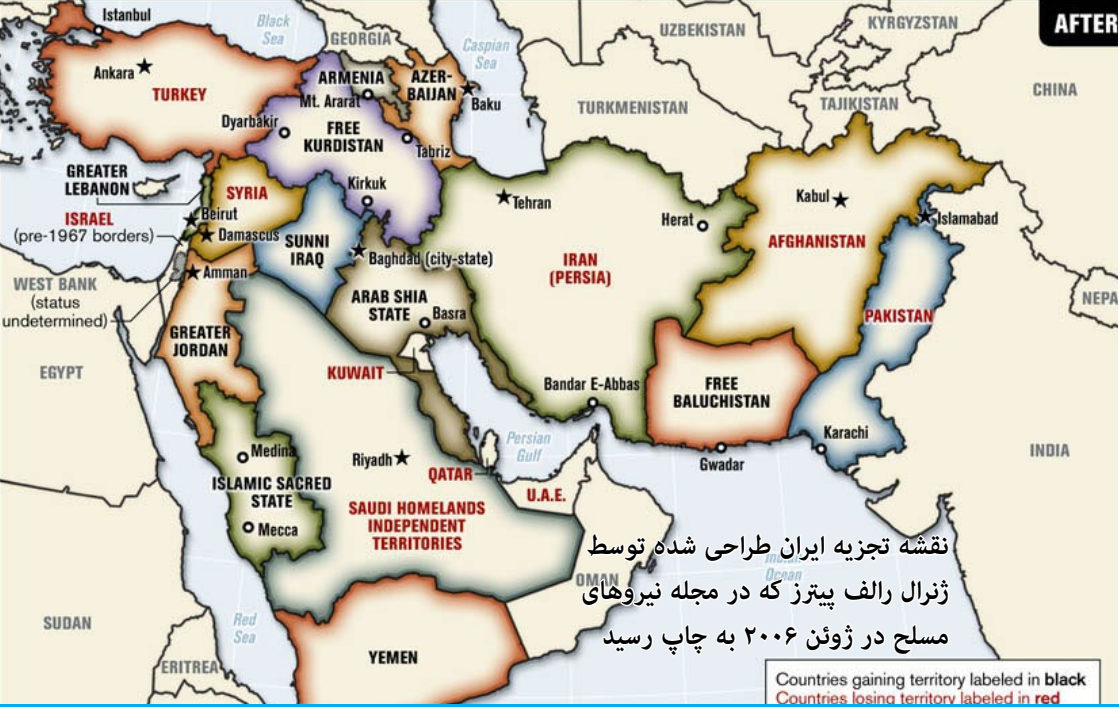 AFTER
Istanbul
Black
Sea
GEORGIA
Caspian
Sea
UZBEKISTAN
KYRGYZSTAN
CHINA
TAJIKISTAN
TURKMENISTAN
Ankara
TURKEY
ARMENIA
AZER-
BAIJAN
Mt. Ararat
Baku
Dyarbakir
FREE
KURDISTAN
Tabriz
GREATER
LEBANON
SYRIA
Kirkuk
Tehran
Herat
Kabul
Islamabad
ISRAEL
(pre-1967 borders)
Beirut
Damascus
SUNNI
IRAQ
Baghdad (city-state)
IRAN
(PERSIA)
AFGHANISTAN
WEST BANK
(status
undetermined)
Amman
ARAB SHIA
STATE
Basra
PAKISTAN
NEPA
GREATER
JORDAN
EGYPT
KUWAIT
Bandar E-Abbas
FREE
BALUCHISTAN
Karachi
Gwadar
INDIA
Persian
Gulf
Medina
Riyadh
QATAR
U.A.E.
ISLAMIC SACRED
STATE
Mecca
SAUDI HOMELANDS
INDEPENDENT
TERRITORIES
نقشه تجزیه ایران طراحی شده توسط
Indian
Ocean
OMAN
ژنرال رالف پیترز که در مجله نیروهای
مسلح در ژوئن ۲۰۰۶ به چاپ رسید
SUDAN
Red
Sea
ERITREA
YEMEN
Countries gaining territory labeled in black
Countries losing territory labeled in red